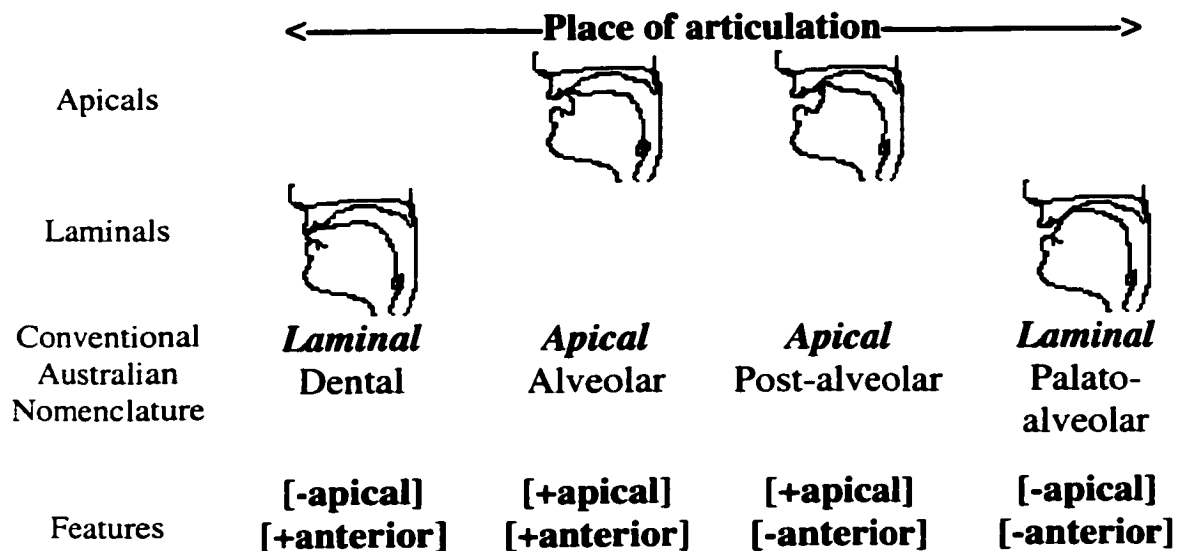 Place of articulation
Apicals
Laminals
Conventional
Australian
Nomenclature
Laminal
Dental
Apical
Alveolar
Apical
Post-alveolar
Laminal
Palato-
alveolar
Features
[-apical]
[+anterior]
[+apical]
[+anterior]
[+apical]
[-anterior]
[-apical]
[-anterior]